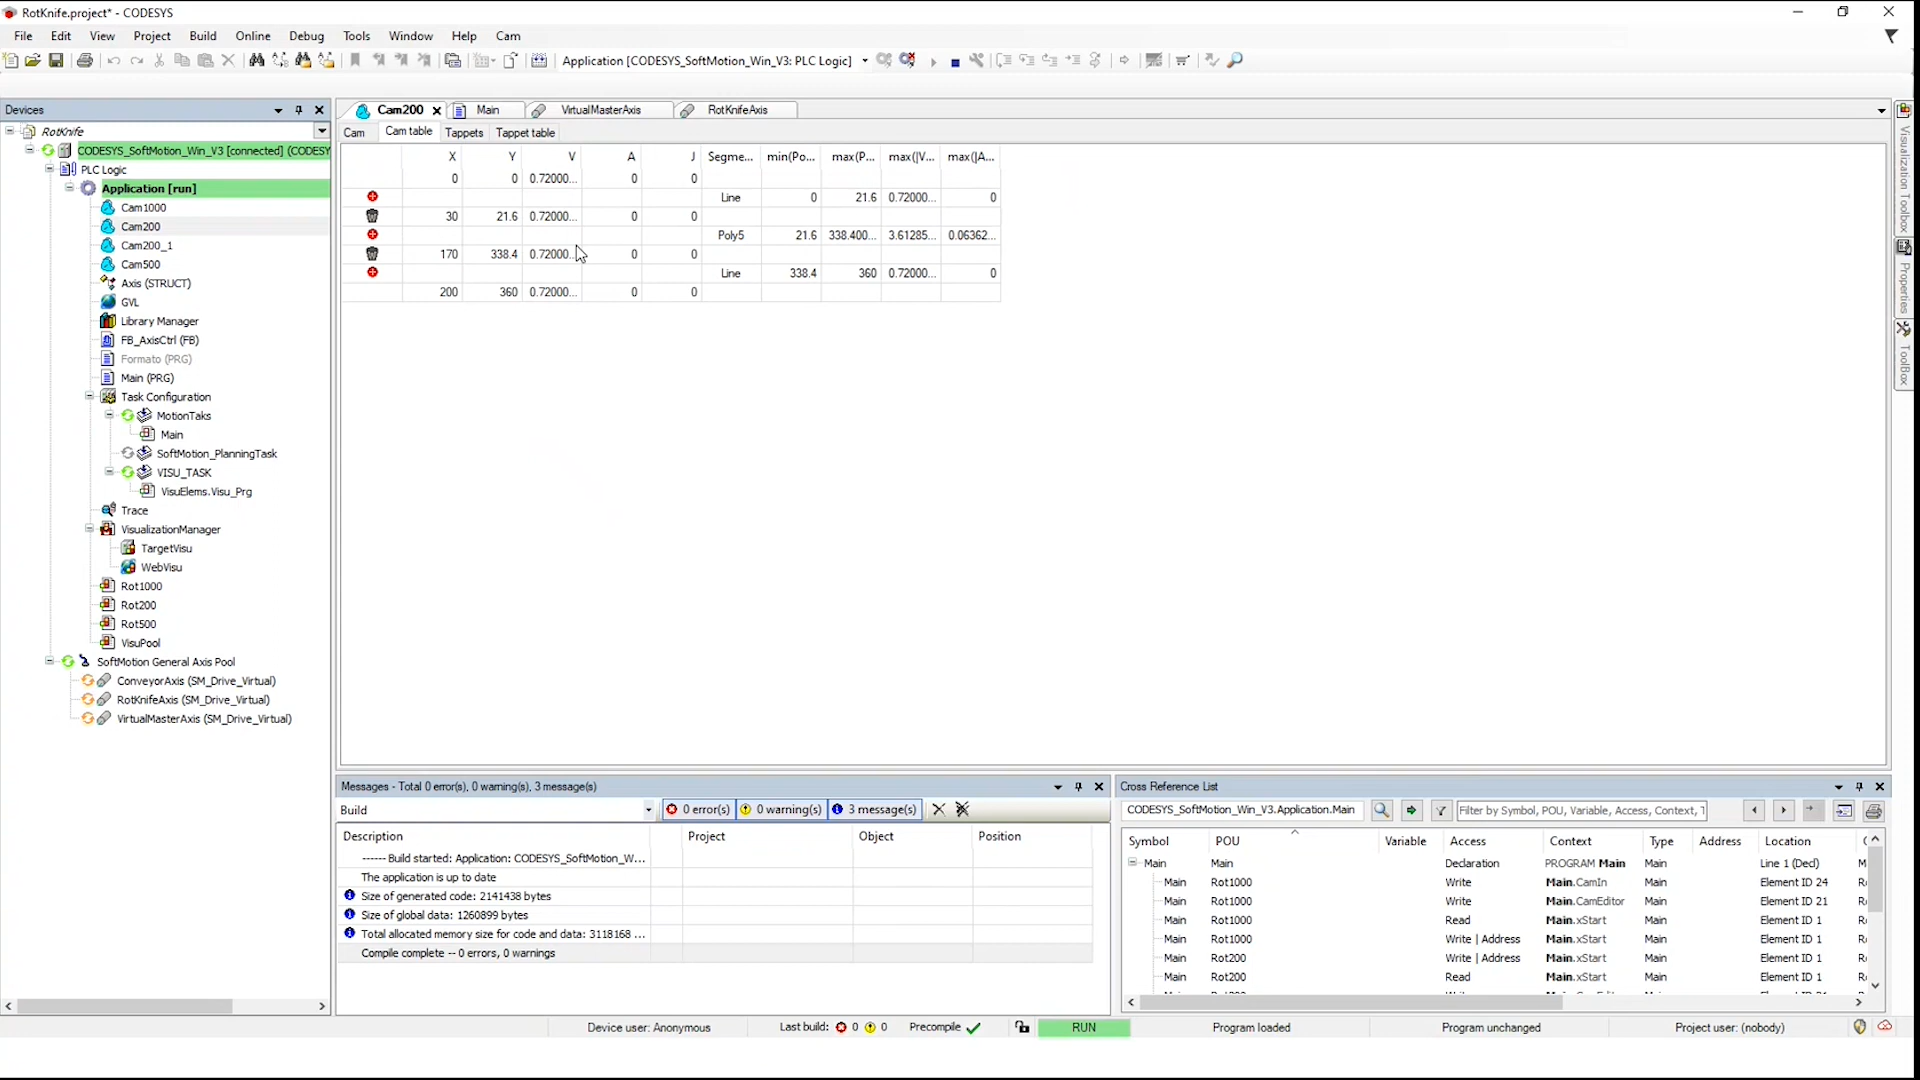 RotKnife.project* - CODESYS
File Edit View Project Build Online Debug Tools Window Help Cam
Application [CODESYS_SoftMotion_Win_V3: PLC Logic]
Devices
RotKnife
CODESYS_SoftMotion_Win_V3 [connected] (CODESY
PLC Logic
Application [run]
Cam1000
Cam200
Cam200_1
Cam500
Axis (STRUCT)
GVL
Library Manager
FB_AxisCtrl (FB)
Formato (PRG)
Main (PRG)
Task Configuration
MotionTaks
Main
SoftMotion_PlanningTask
VISU_TASK
VisuElems.Visu_Prg
Trace
VisualizationManager
TargetVisu
WebVisu
Rot1000
Rot200
Rot500
VisuPool
SoftMotion General Axis Pool
ConveyorAxis (SM_Drive_Virtual)
RotKnifeAxis (SM_Drive_Virtual)
VirtualMasterAxis (SM_Drive_Virtual)
Cam200 Main VirtualMasterAxis RotKnifeAxis
Cam Cam table Tappets Tappet table
X Y V A J Segme... min(Po... max(P... max(|V... max(|A...
0 0 0.72000... 0 0
Line 0 21.6 0.72000... 0
30 21.6 0.72000... 0 0
Poly5 21.6 338.400... 3.61285... 0.06362...
170 338.4 0.72000... 0 0
Line 338.4 360 0.72000... 0
200 360 0.72000... 0 0
Visualization Toolbox
Properties
ToolBox
Messages - Total 0 error(s), 0 warning(s), 3 message(s)
Build 0 error(s) 0 warning(s) 3 message(s)
Description Project Object Position
------ Build started: Application: CODESYS_SoftMotion_W...
The application is up to date
Size of generated code: 2141438 bytes
Size of global data: 1260899 bytes
Total allocated memory size for code and data: 3118168 ...
Compile complete -- 0 errors, 0 warnings
Cross Reference List
CODESYS_SoftMotion_Win_V3.Application.Main Filter by Symbol, POU, Variable, Access, Context, T
Symbol POU Variable Access Context Type Address Location
Main Main Declaration PROGRAM Main Main Line 1 (Decl) M
Main Rot1000 Write Main.CamIn Main Element ID 24
Main Rot1000 Write Main.CamEditor Main Element ID 21
Main Rot1000 Read Main.xStart Main Element ID 1
Main Rot1000 Write | Address Main.xStart Main Element ID 1
Main Rot200 Write | Address Main.xStart Main Element ID 1
Main Rot200 Read Main.xStart Main Element ID 1
Device user: Anonymous Last build: 0 0 Precompile RUN Program loaded Program unchanged Project user: (nobody)